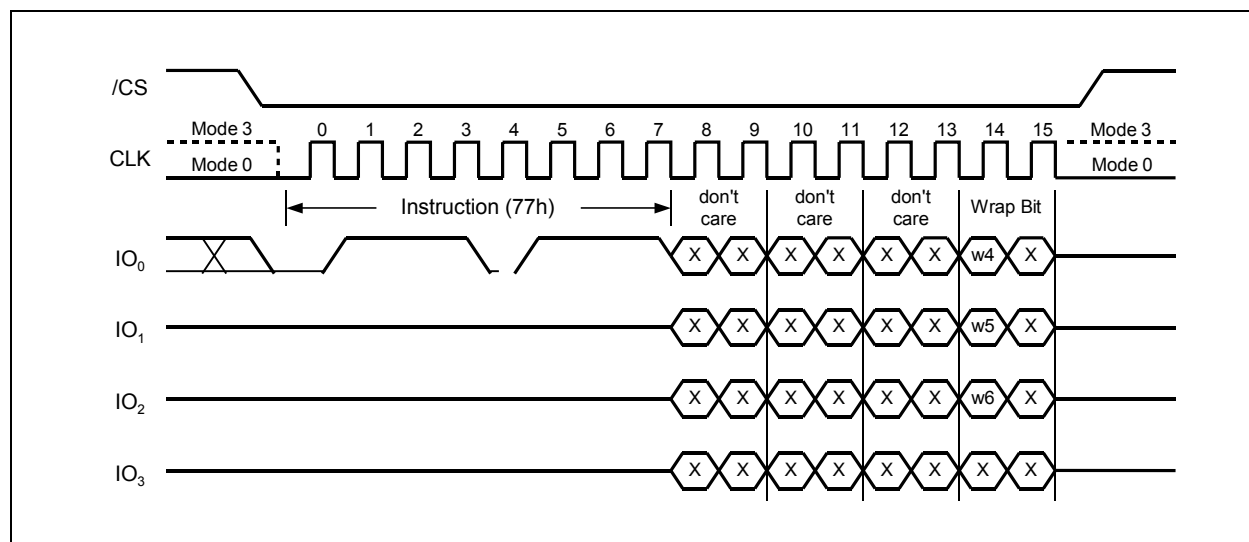 /CS
Mode 3 0 1 2 3 4 5 6 7 8 9 10 11 12 13 14 15 Mode 3
CLK Mode 0 Mode 0
Instruction (77h) don't care don't care don't care Wrap Bit
IO0 X X X X X X w4 X
IO1 X X X X X X w5 X
IO2 X X X X X X w6 X
IO3 X X X X X X X X